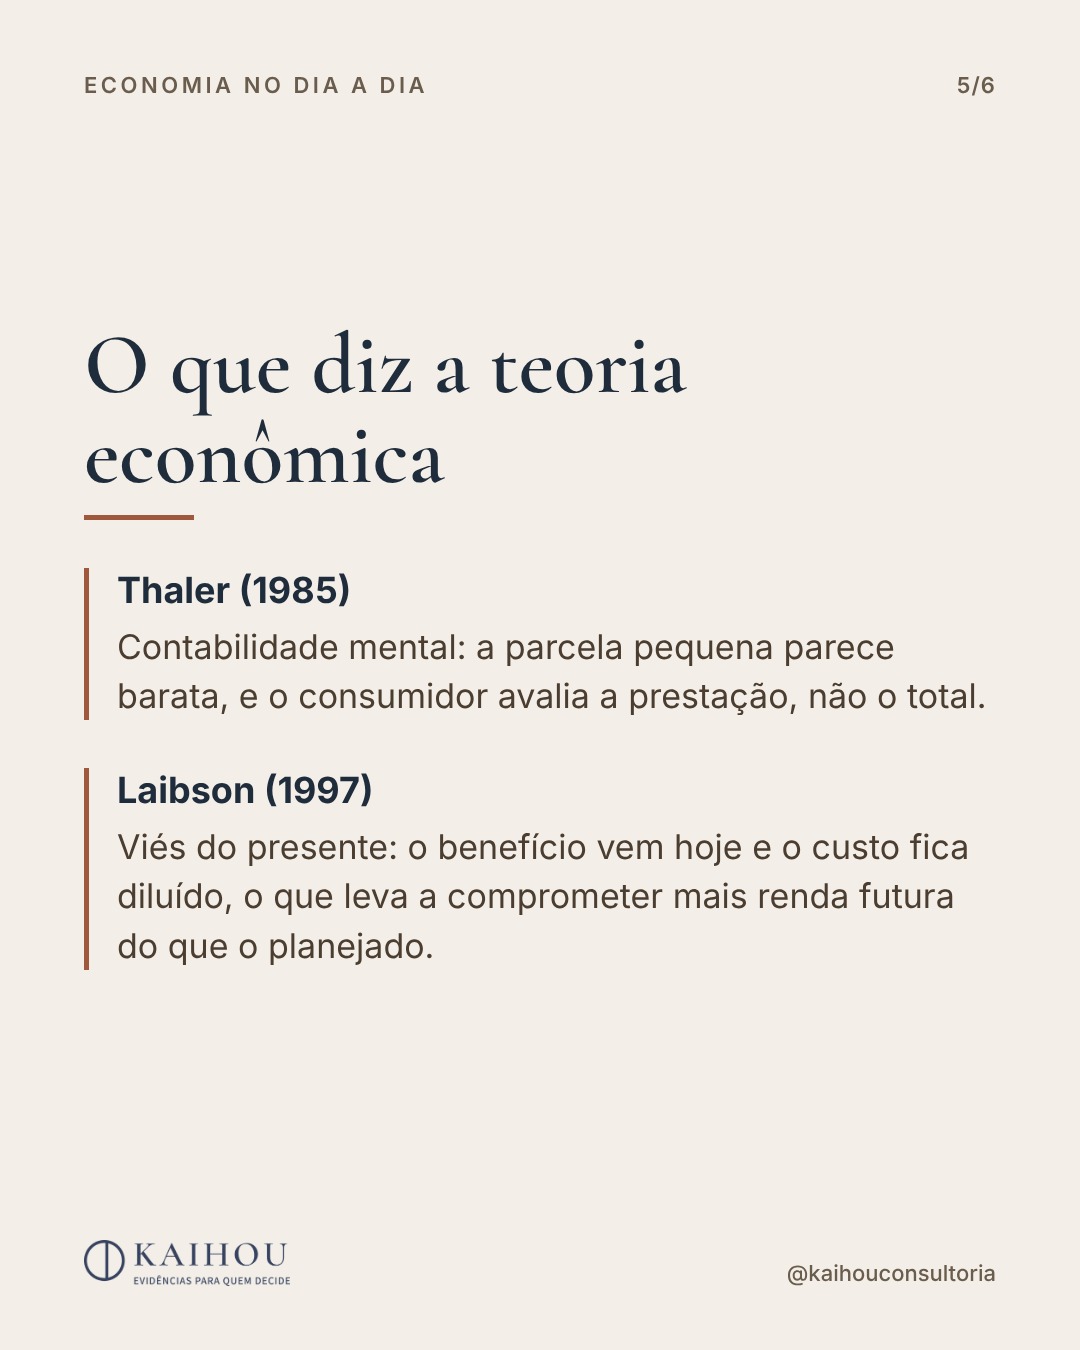 ECONOMIA NO DIA A DIA
5/6
O que diz a teoria
econômica
Thaler (1985)
Contabilidade mental: a parcela pequena parece
barata, e o consumidor avalia a prestação, não o total.
Laibson (1997)
Viés do presente: o benefício vem hoje e o custo fica
diluído, o que leva a comprometer mais renda futura
do que o planejado.
KAIHOU
EVIDÊNCIAS PARA QUEM DECIDE
@kaihouconsultoria